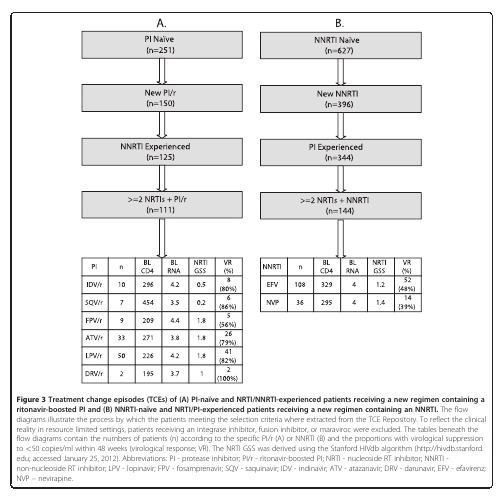 A.
PI Naïve
(n=251)
New PI/r
(n=150)
NNRTI Experienced
(n=125)
>=2 NRTIs + PI/r
(n=111)
PI n BL CD4 BL RNA NRTI GSS VR (%)
IDV/r 10 296 4.2 0.5 8 (80%)
SQV/r 7 454 3.5 0.2 6 (86%)
FPV/r 9 209 4.4 1.8 5 (56%)
ATV/r 33 271 3.8 1.8 26 (79%)
LPV/r 50 226 4.2 1.8 41 (82%)
DRV/r 2 195 3.7 1 2 (100%)
B.
NNRTI Naïve
(n=627)
New NNRTI
(n=396)
PI Experienced
(n=344)
>=2 NRTIs + NNRTI
(n=144)
NNRTI n BL CD4 BL RNA NRTI GSS VR (%)
EFV 108 329 4 1.2 52 (48%)
NVP 36 295 4 1.4 14 (39%)
Figure 3 Treatment change episodes (TCEs) of (A) PI-naïve and NRTI/NNRTI-experienced patients receiving a new regimen containing a
ritonavir-boosted PI and (B) NNRTI-naïve and NRTI/PI-experienced patients receiving a new regimen containing an NNRTI. The flow
diagrams illustrate the process by which the patients meeting the selection criteria where extracted from the TCE Repository. To reflect the clinical
reality in resource limited settings, patients receiving an integrase inhibitor, fusion inhibitor, or maraviroc were excluded. The tables beneath the
flow diagrams contain the numbers of patients (n) according to the specific PI/r (A) or NNRTI (B) and the proportions with virological suppression
to <50 copies/ml within 48 weeks (virological response; VR). The NRTI GSS was derived using the Stanford HIVdb algorithm (http://hivdb.stanford.
edu; accessed January 25, 2012). Abbreviations: PI - protease inhibitor; PI/r - ritonavir-boosted PI; NRTI - nucleoside RT inhibitor; NNRTI -
non-nucleoside RT inhibitor; LPV - lopinavir; FPV - fosamprenavir; SQV - saquinavir; IDV - indinavir; ATV - atazanavir; DRV - darunavir; EFV - efavirenz;
NVP – nevirapine.